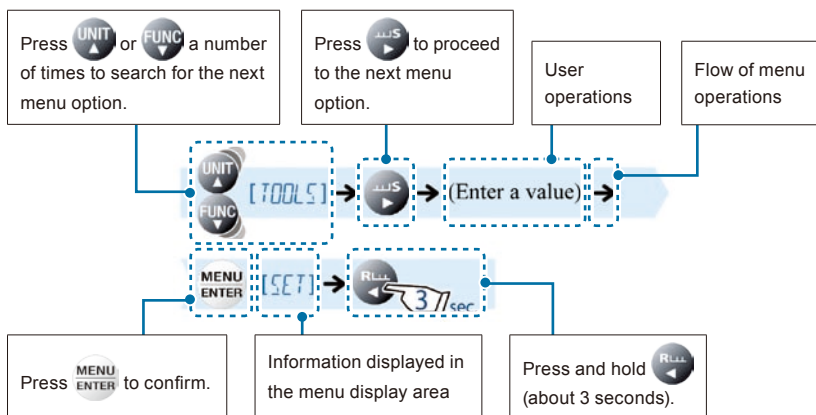 Press UNIT or FUNC a number
of times to search for the next
menu option.
Press S to proceed
to the next menu
option.
User
operations
Flow of menu
operations
UNIT
FUNC
[TOOLS]
S
(Enter a value)
MENU
ENTER
[SET]
R
3 sec
Press MENU ENTER to confirm.
Information displayed in
the menu display area
Press and hold R
(about 3 seconds).